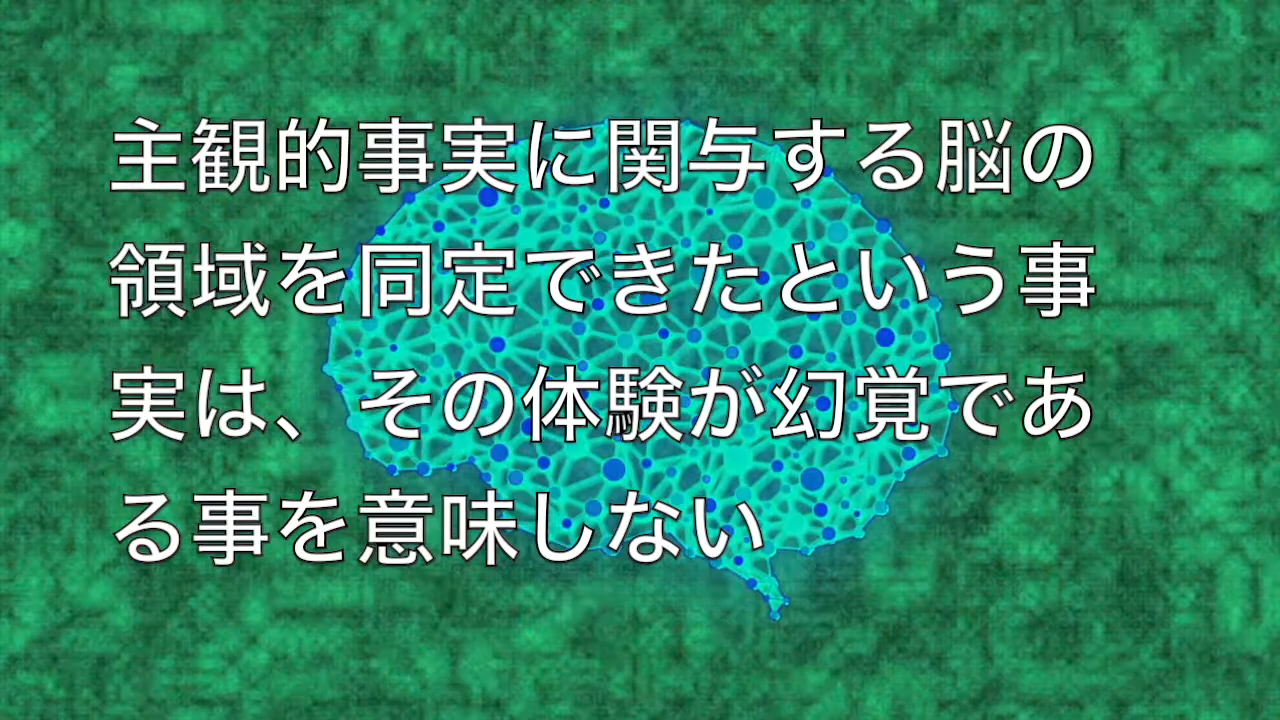 主観的事実に関与する脳の
領域を同定できたという事
実は、その体験が幻覚であ
る事を意味しない